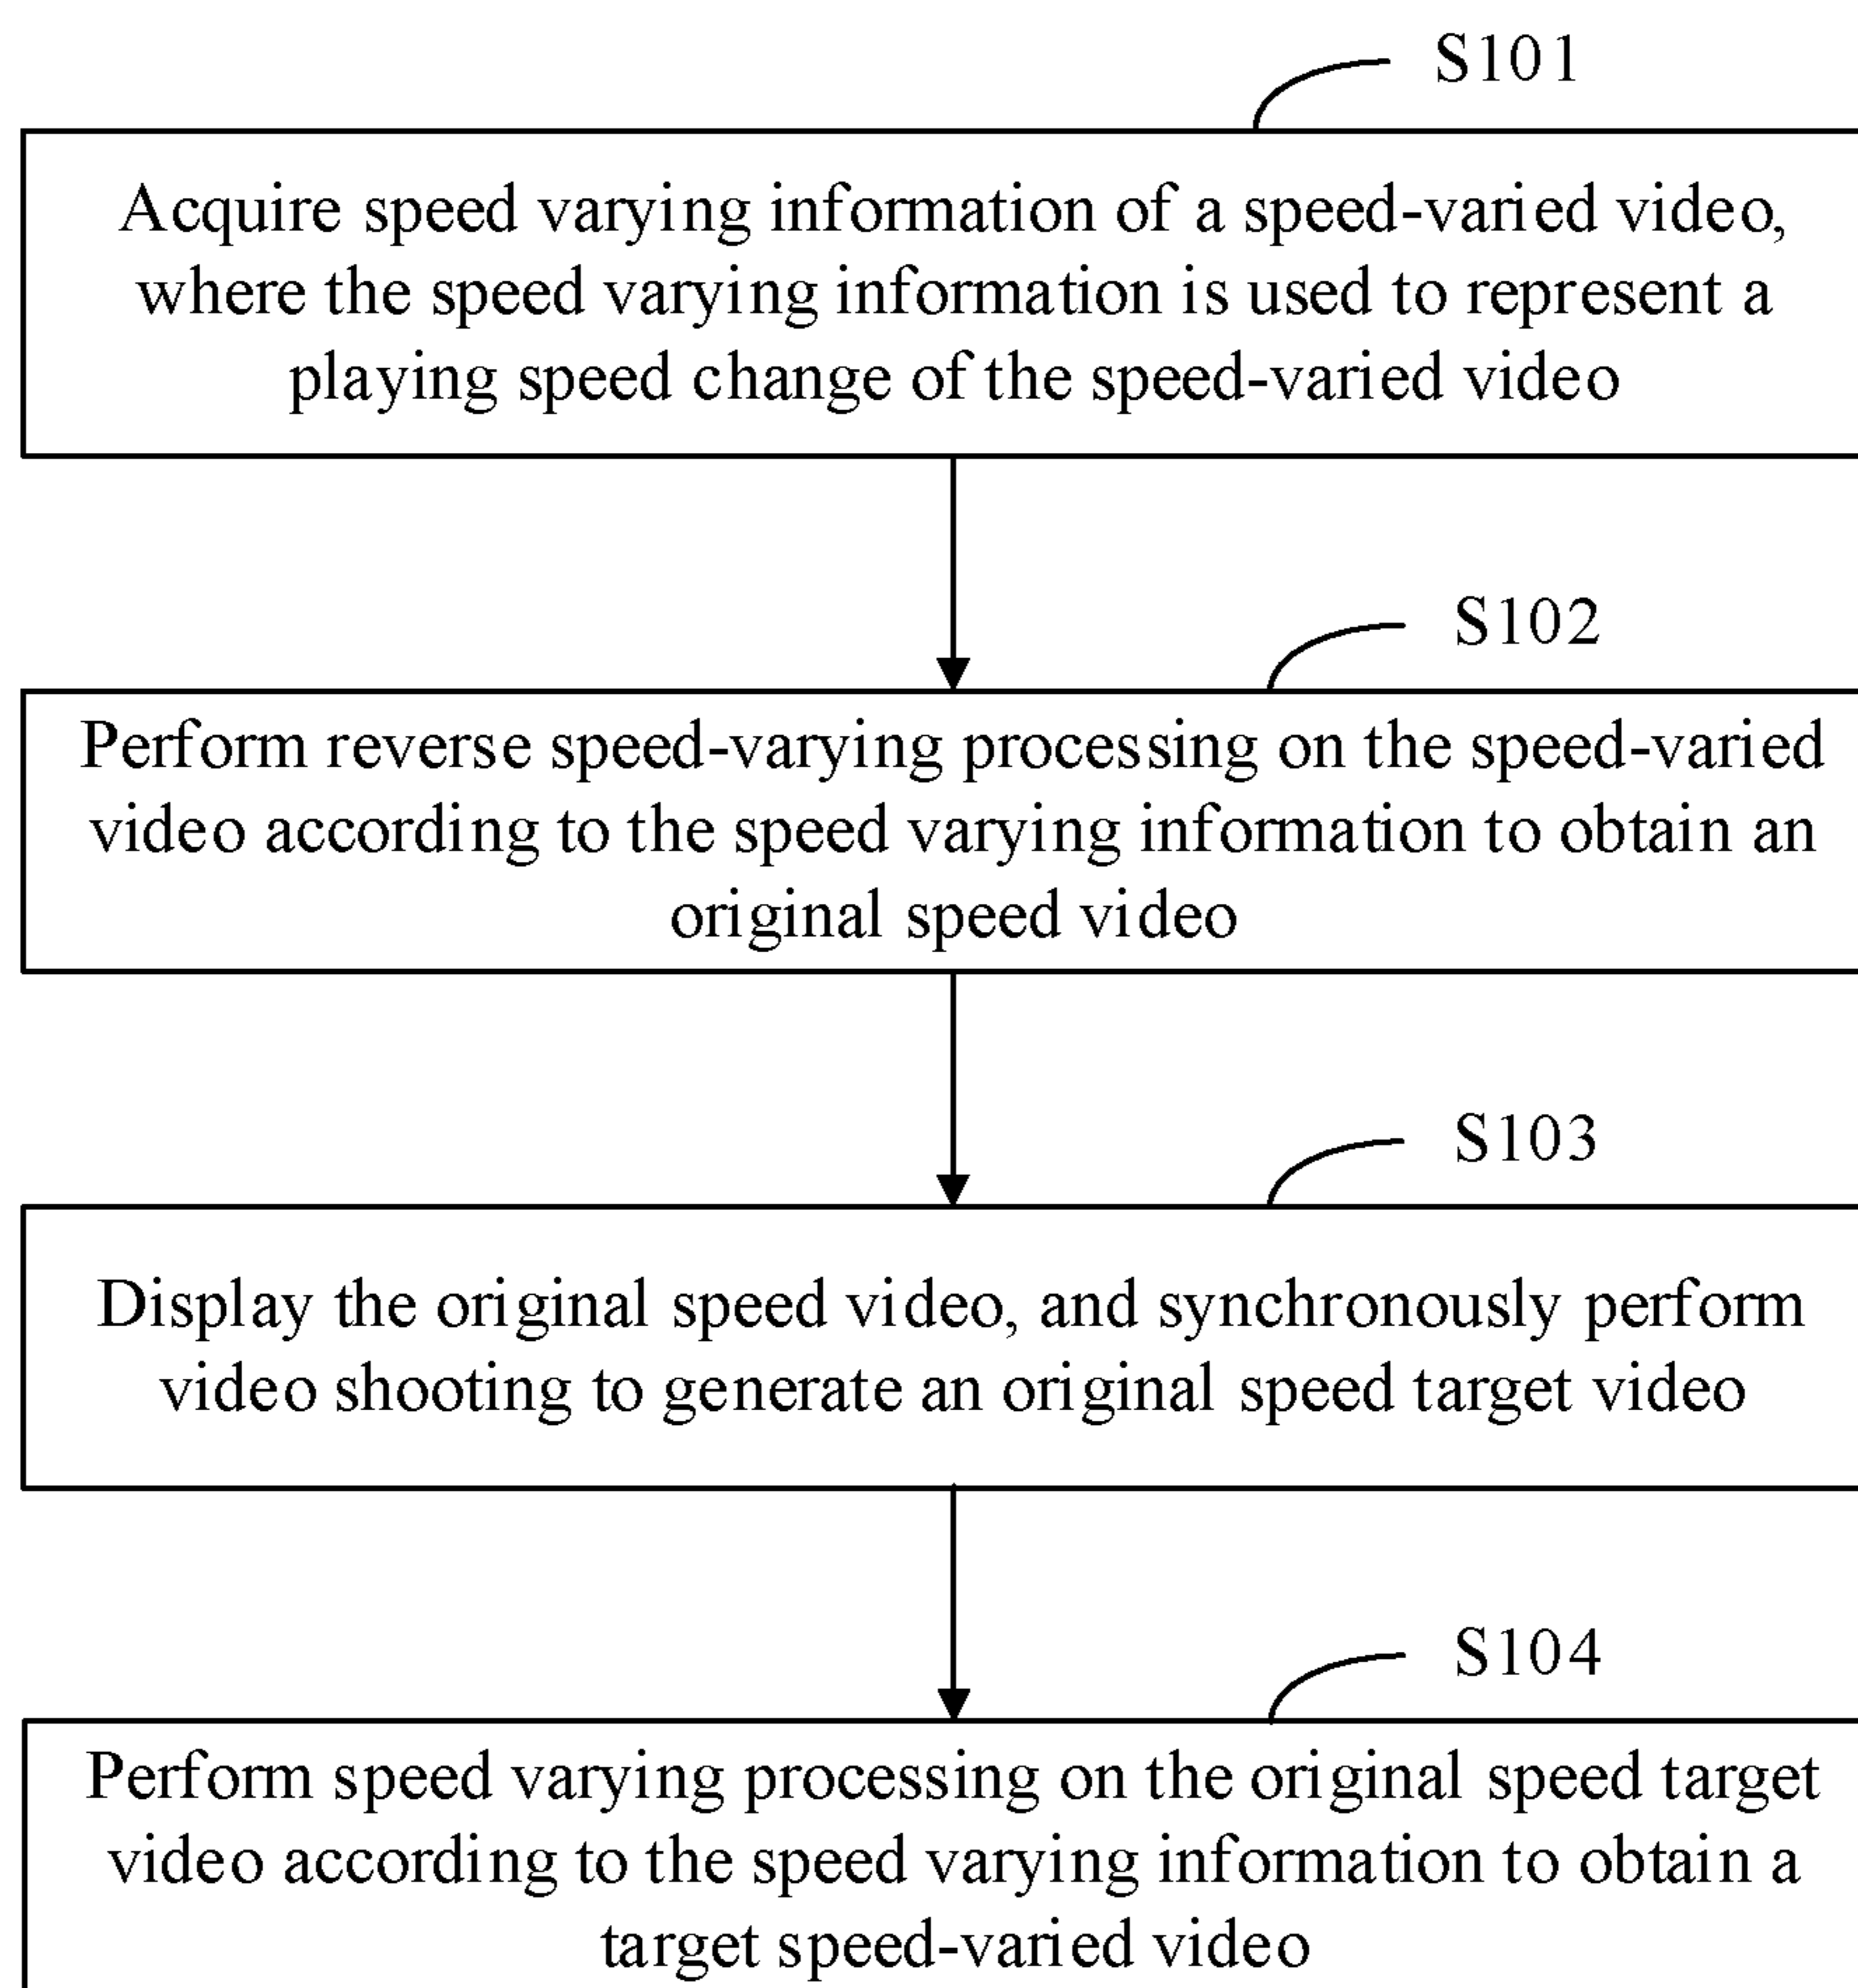 S101
Acquire speed varying information of a speed-varied video,
where the speed varying information is used to represent a
playing speed change of the speed-varied video
S102
Perform reverse speed-varying processing on the speed-varied
video according to the speed varying information to obtain an
original speed video
S103
Display the original speed video, and synchronously perform
video shooting to generate an original speed target video
S104
Perform speed varying processing on the original speed target
video according to the speed varying information to obtain a
target speed-varied video